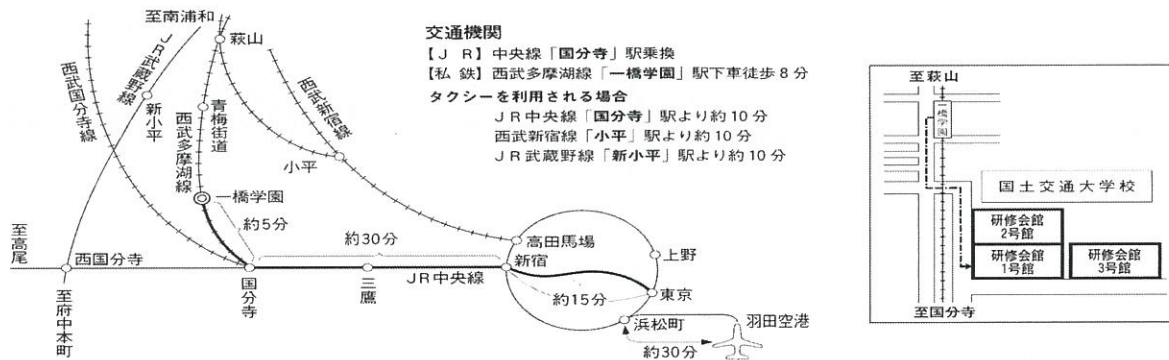 交通機関
【J R】中央線「国分寺」駅乗換
【私 鉄】西武多摩湖線「一橋学園」駅下車徒歩8分
タクシーを利用される場合
JR中央線「国分寺」駅より約10分
西武新宿線「小平」駅より約10分
JR武蔵野線「新小平」駅より約10分
至南浦和
JR武蔵野線
西武国分寺線
新小平
萩山
青梅街道
西武多摩湖線
西武新宿線
小平
一橋学園
約5分
約30分
至高尾
西国分寺
至府中本町
国分寺
三鷹
JR中央線
高田馬場
新宿
上野
約15分
東京
浜松町
羽田空港
約30分
至萩山
一橋学園
国土交通大学校
研修会館
2号館
研修会館
1号館
研修会館
3号館
至国分寺